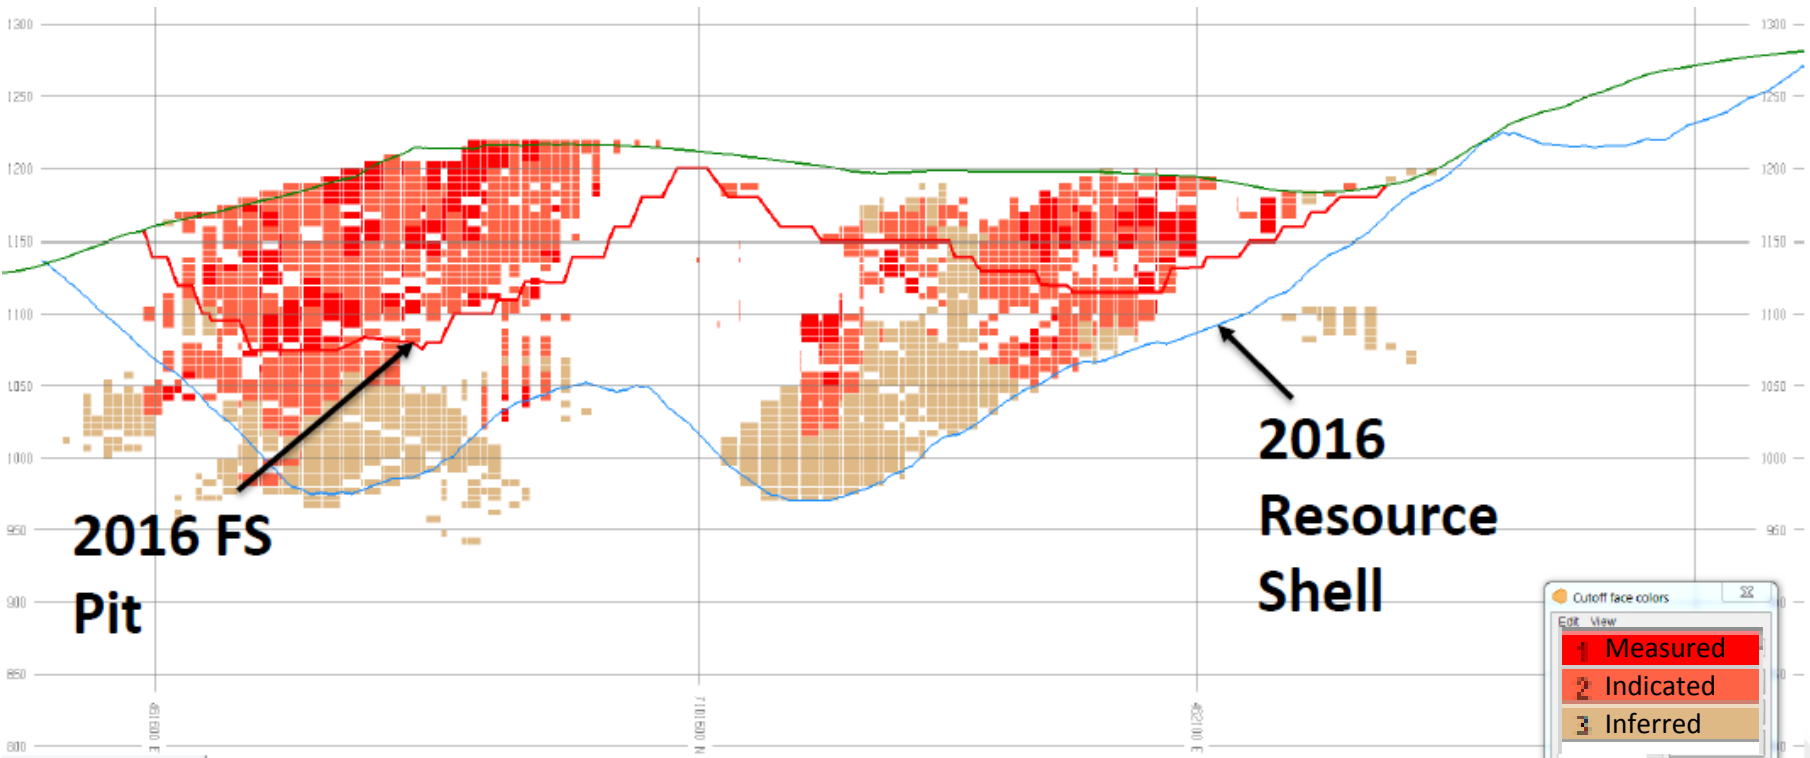 1300
1300
1250
1250
1200
1200
1150
1150
1100
1100
1050
1050
1000
1000
950
950
900
850
800
2016 FS
Pit
2016
Resource
Shell
Cutoff face colors
Edit View
1 Measured
2 Indicated
3 Inferred